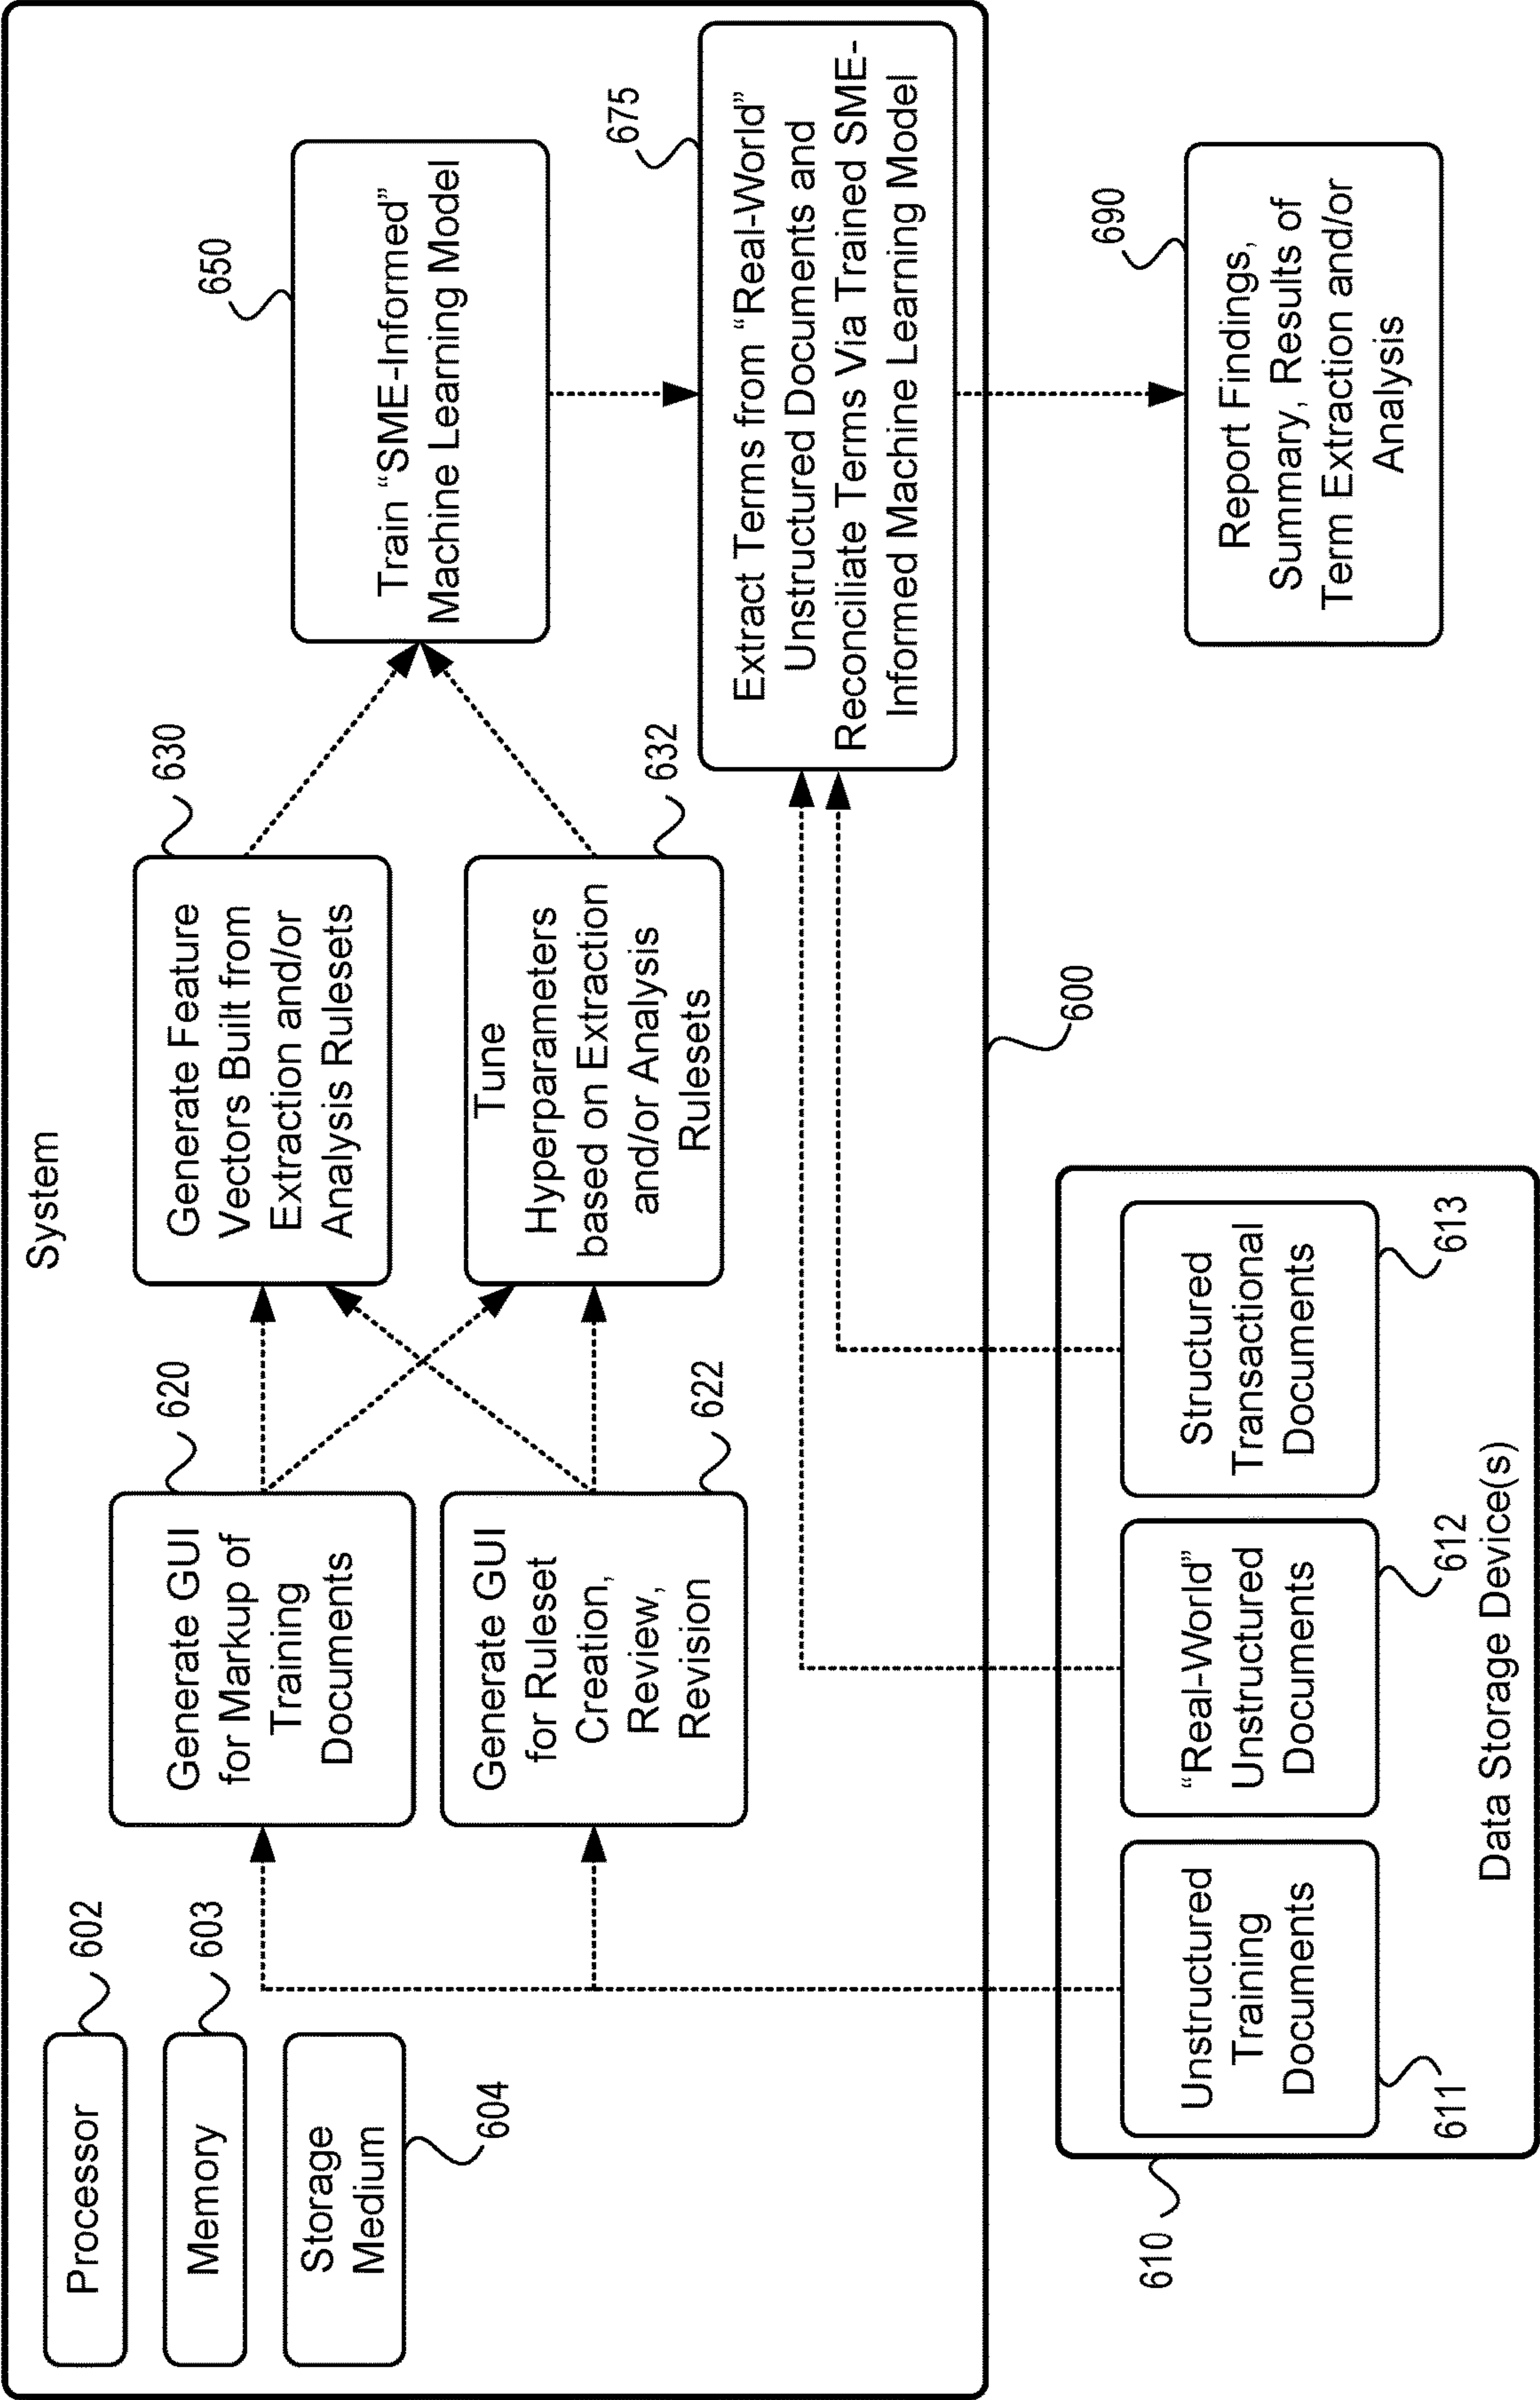 System
Processor
602
Memory
603
Storage
Medium
604
Generate GUI
for Markup of
Training
Documents
620
Generate GUI
for Ruleset
Creation,
Review,
Revision
622
Generate Feature
Vectors Built from
Extraction and/or
Analysis Rulesets
630
Tune
Hyperparameters
based on Extraction
and/or Analysis
Rulesets
632
Train “SME-Informed”
Machine Learning Model
650
Extract Terms from “Real-World”
Unstructured Documents and
Reconciliate Terms Via Trained SME-
Informed Machine Learning Model
675
600
610
Unstructured
Training
Documents
611
“Real-World”
Unstructured
Documents
612
Structured
Transactional
Documents
613
Data Storage Device(s)
Report Findings,
Summary, Results of
Term Extraction and/or
Analysis
690